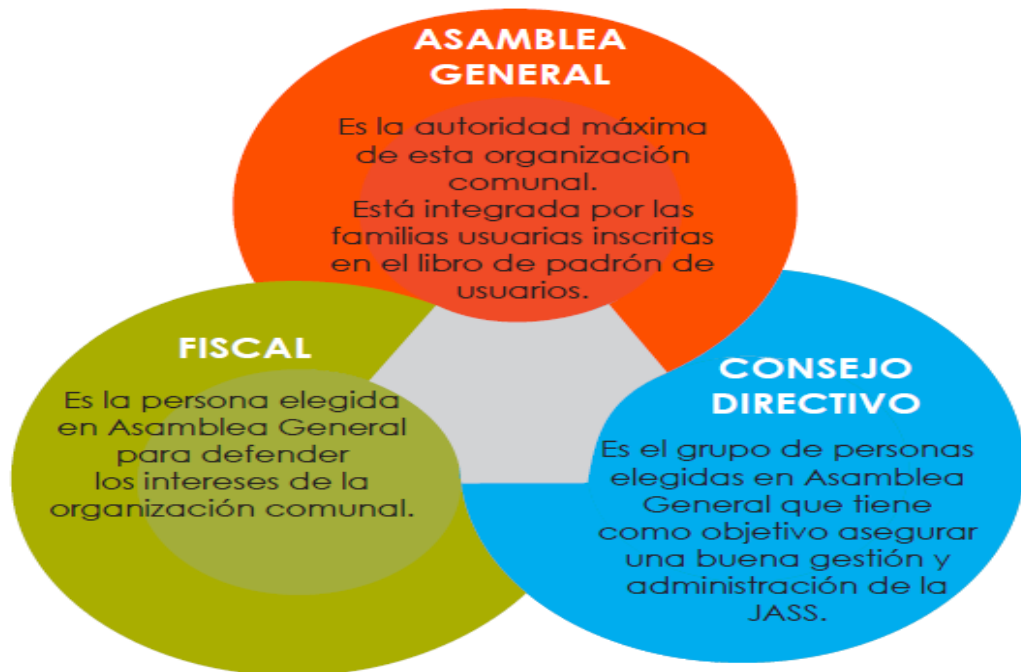 ASAMBLEA
GENERAL
Es la autoridad máxima
de esta organización
comunal.
Está integrada por las
familias usuarias inscritas
en el libro de padrón de
usuarios.
FISCAL
Es la persona elegida
en Asamblea General
para defender
los intereses de la
organización comunal.
CONSEJO
DIRECTIVO
Es el grupo de personas
elegidas en Asamblea
General que tiene
como objetivo asegurar
una buena gestión y
administración de la
JASS.